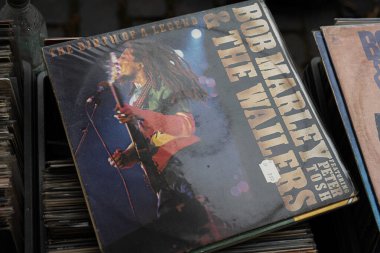 THE BIRTH OF A LEGEND
BOB MARLEY
& THE WAILERS
FEATURING
PETER
TOSH